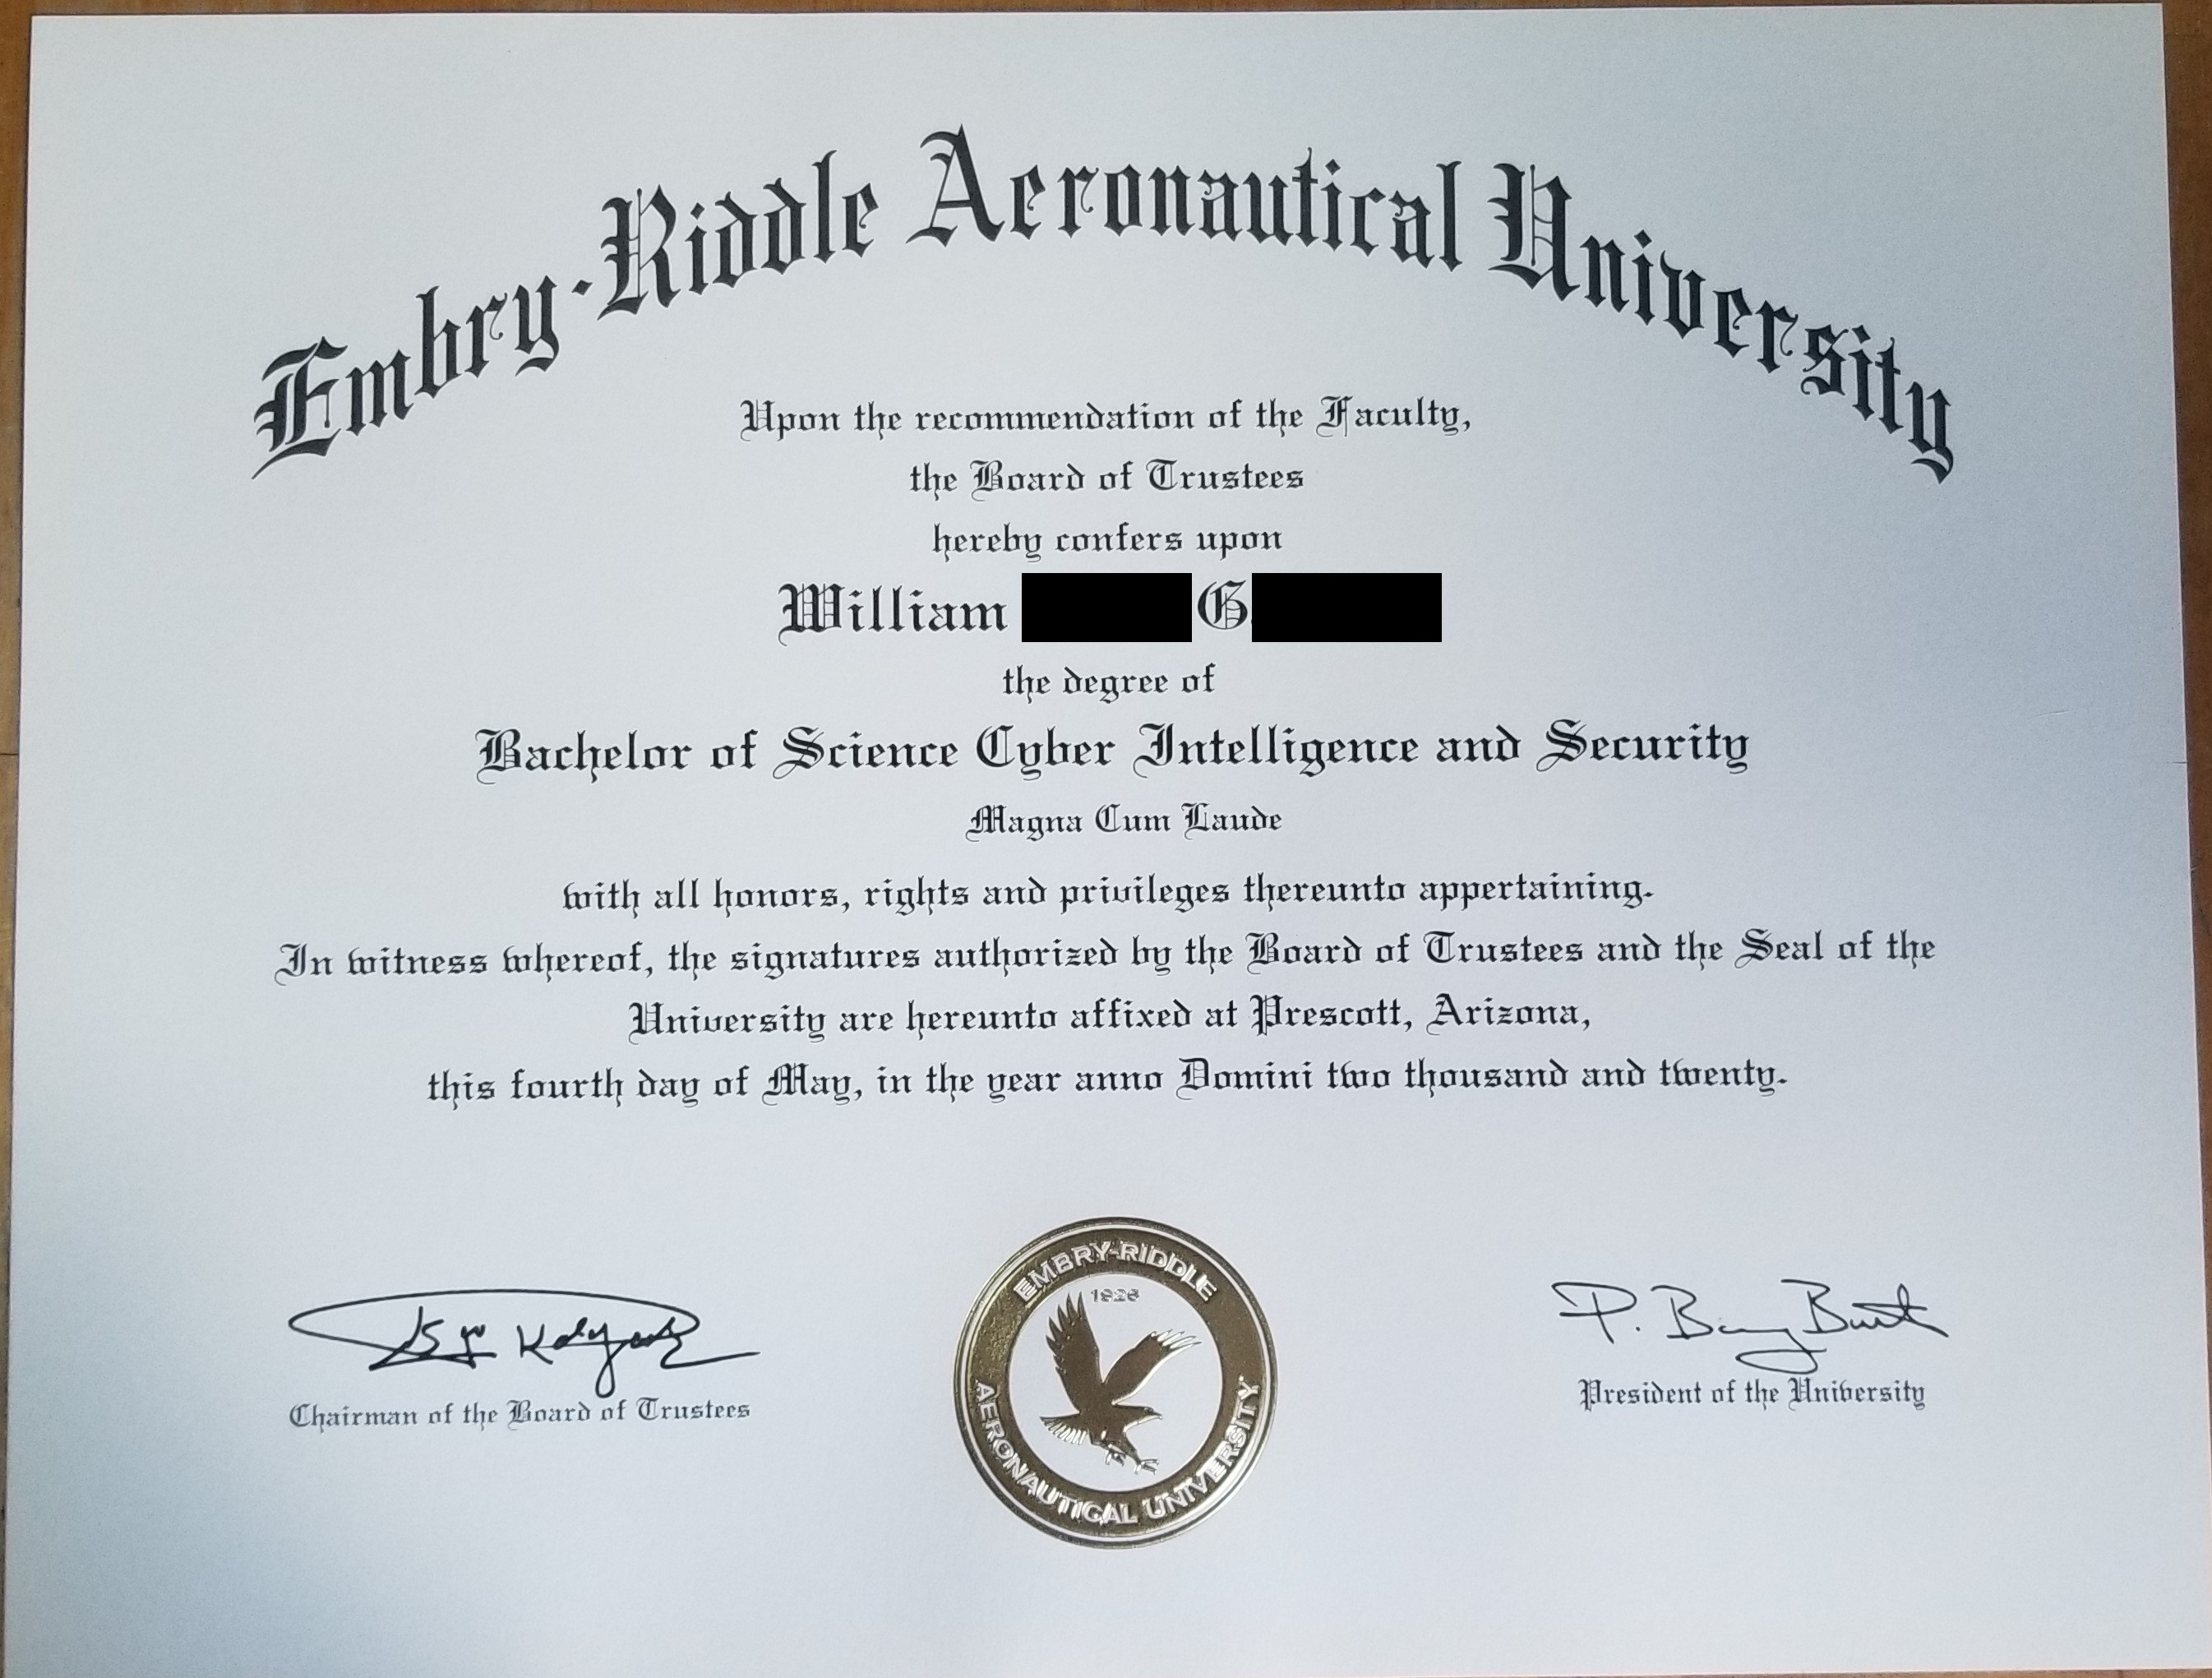 Embry-Riddle Aeronautical University
Upon the recommendation of the Faculty,
the Board of Trustees
hereby confers upon
William G
the degree of
Bachelor of Science Cyber Intelligence and Security
Magna Cum Laude
with all honors, rights and privileges thereunto appertaining.
In witness whereof, the signatures authorized by the Board of Trustees and the Seal of the
University are hereunto affixed at Prescott, Arizona,
this fourth day of May, in the year anno Domini two thousand and twenty.
EMBRY-RIDDLE
1926
AERONAUTICAL UNIVERSITY
Chairman of the Board of Trustees
P. Barry Butler
President of the University